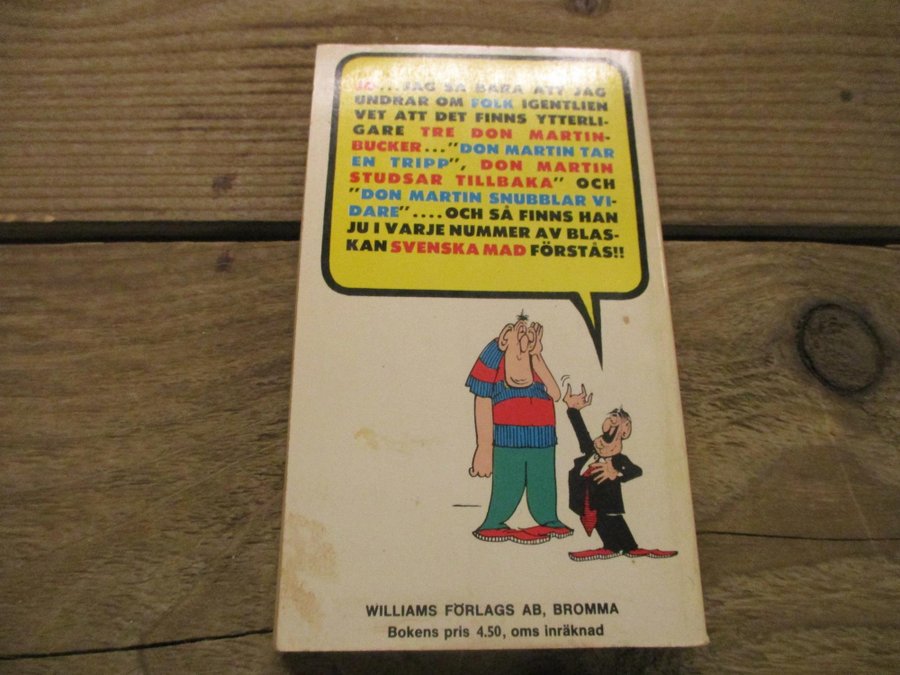 JO...JAG SA BARA ATT JAG
UNDRAR OM FOLK IGENTLIEN
VET ATT DET FINNS YTTERLI-
GARE TRE DON MARTIN-
BUCKER..."DON MARTIN TAR
EN TRIPP", DON MARTIN
STUDSAR TILLBAKA" OCH
"DON MARTIN SNUBBLAR VI-
DARE"....OCH SÅ FINNS HAN
JU I VARJE NUMMER AV BLAS-
KAN SVENSKA MAD FÖRSTÅS!!
WILLIAMS FÖRLAGS AB, BROMMA
Bokens pris 4.50, oms inräknad